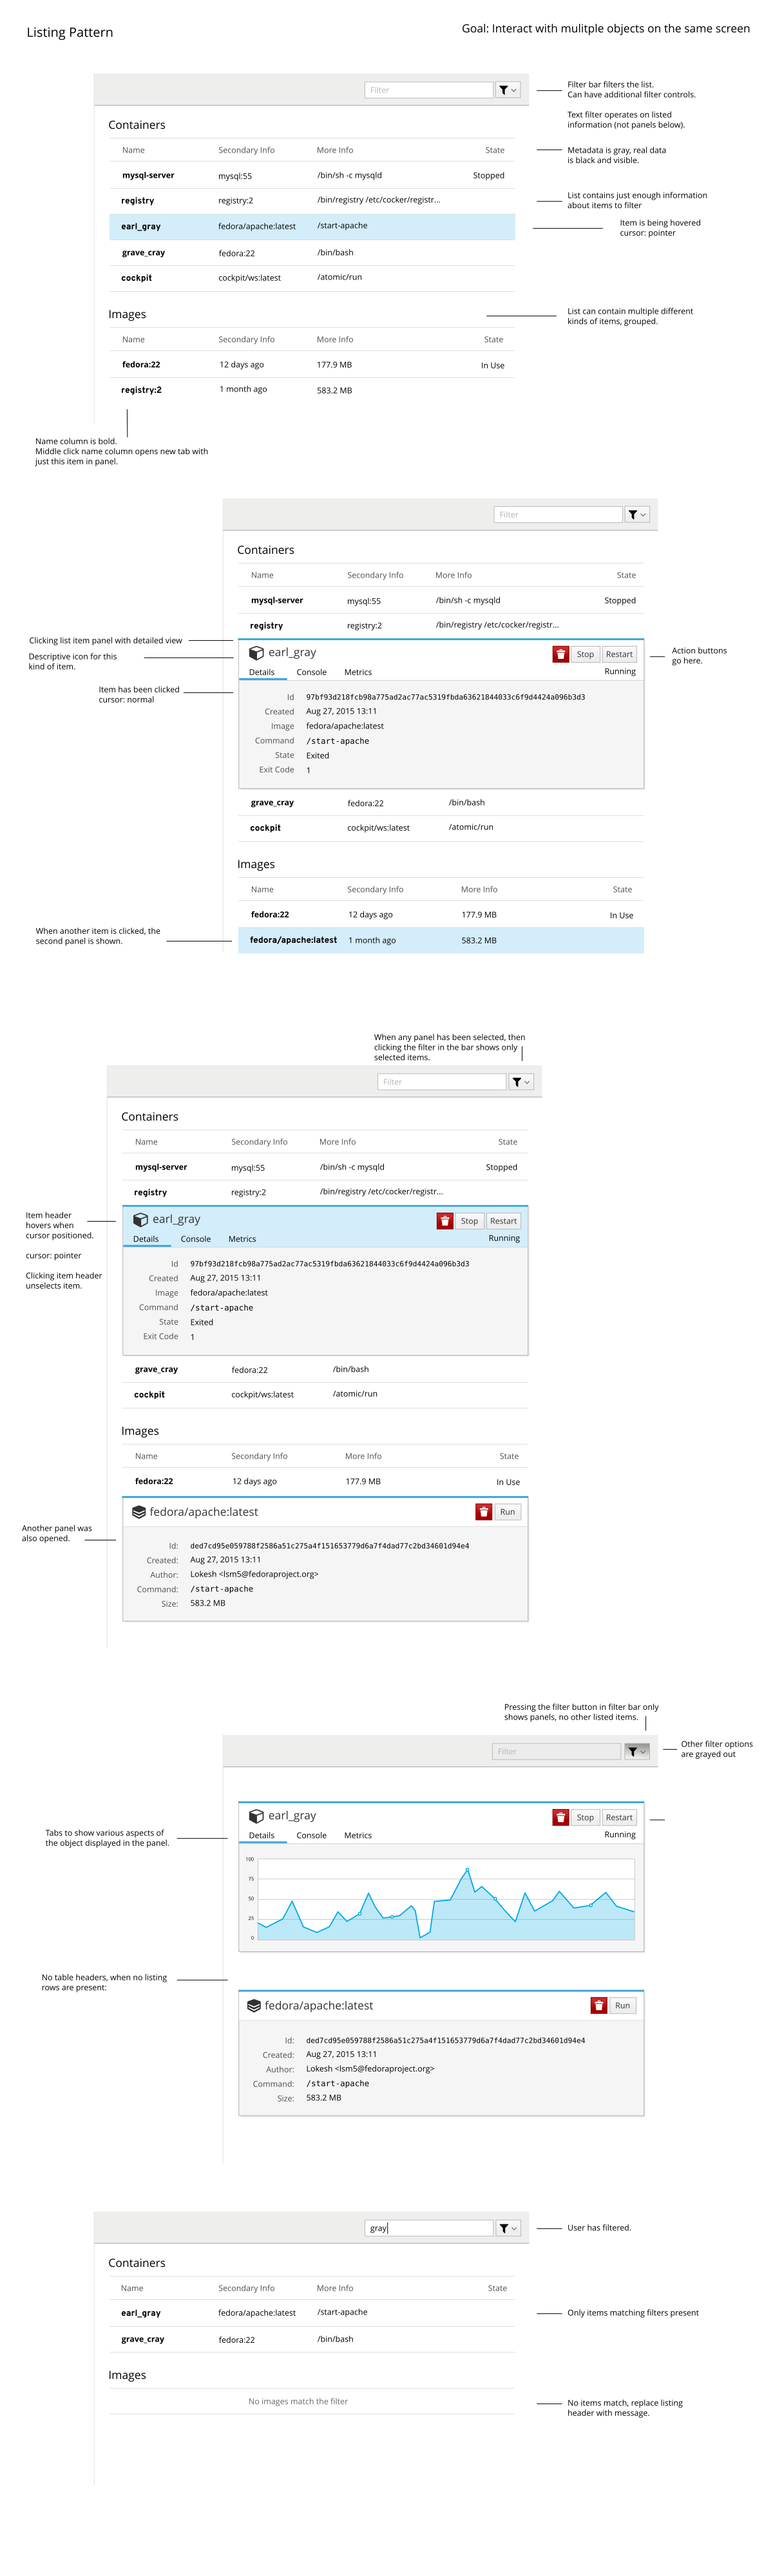 Listing Pattern
Goal: Interact with mulitple objects on the same screen
Filter
Filter bar filters the list.
Can have additional filter controls.
Text filter operates on listed
information (not panels below).
Containers
Name Secondary Info More Info State
Metadata is gray, real data
is black and visible.
mysql-server mysql:55 /bin/sh -c mysqld Stopped
registry registry:2 /bin/registry /etc/cocker/registr...
List contains just enough information
about items to filter
earl_gray fedora/apache:latest /start-apache
Item is being hovered
cursor: pointer
grave_cray fedora:22 /bin/bash
cockpit cockpit/ws:latest /atomic/run
Images
List can contain multiple different
kinds of items, grouped.
Name Secondary Info More Info State
fedora:22 12 days ago 177.9 MB In Use
registry:2 1 month ago 583.2 MB
Name column is bold.
Middle click name column opens new tab with
just this item in panel.
Filter
Containers
Name Secondary Info More Info State
mysql-server mysql:55 /bin/sh -c mysqld Stopped
registry registry:2 /bin/registry /etc/cocker/registr...
Clicking list item panel with detailed view
Descriptive icon for this
kind of item.
earl_gray Stop Restart
Action buttons
go here.
Details Console Metrics Running
Item has been clicked
cursor: normal
Id 97bf93d218fcb98a775ad2ac77ac5319fbda63621844033c6f9d4424a096b3d3
Created Aug 27, 2015 13:11
Image fedora/apache:latest
Command /start-apache
State Exited
Exit Code 1
grave_cray fedora:22 /bin/bash
cockpit cockpit/ws:latest /atomic/run
Images
Name Secondary Info More Info State
fedora:22 12 days ago 177.9 MB In Use
When another item is clicked, the
second panel is shown.
fedora/apache:latest 1 month ago 583.2 MB
When any panel has been selected, then
clicking the filter in the bar shows only
selected items.
Filter
Containers
Name Secondary Info More Info State
mysql-server mysql:55 /bin/sh -c mysqld Stopped
registry registry:2 /bin/registry /etc/cocker/registr...
Item header
hovers when
cursor positioned.
cursor: pointer
Clicking item header
unselects item.
earl_gray Stop Restart
Details Console Metrics Running
Id 97bf93d218fcb98a775ad2ac77ac5319fbda63621844033c6f9d4424a096b3d3
Created Aug 27, 2015 13:11
Image fedora/apache:latest
Command /start-apache
State Exited
Exit Code 1
grave_cray fedora:22 /bin/bash
cockpit cockpit/ws:latest /atomic/run
Images
Name Secondary Info More Info State
fedora:22 12 days ago 177.9 MB In Use
Another panel was
also opened.
fedora/apache:latest Run
Id: ded7cd95e059788f2586a51c275a4f151653779d6a7f4dad77c2bd34601d94e4
Created: Aug 27, 2015 13:11
Author: Lokesh <lsm5@fedoraproject.org>
Command: /start-apache
Size: 583.2 MB
Pressing the filter button in filter bar only
shows panels, no other listed items.
Filter
Other filter options
are grayed out
earl_gray Stop Restart
Details Console Metrics Running
Tabs to show various aspects of
the object displayed in the panel.
100
75
50
25
0
No table headers, when no listing
rows are present:
fedora/apache:latest Run
Id: ded7cd95e059788f2586a51c275a4f151653779d6a7f4dad77c2bd34601d94e4
Created: Aug 27, 2015 13:11
Author: Lokesh <lsm5@fedoraproject.org>
Command: /start-apache
Size: 583.2 MB
gray
User has filtered.
Containers
Name Secondary Info More Info State
earl_gray fedora/apache:latest /start-apache
Only items matching filters present
grave_cray fedora:22 /bin/bash
Images
No images match the filter
No items match, replace listing
header with message.